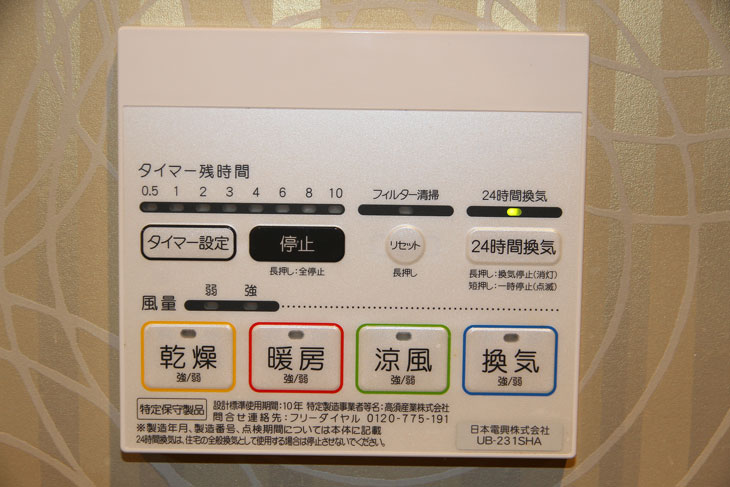 タイマー残時間
0.5 1 2 3 4 6 8 10
フィルター清掃
24時間換気
タイマー設定
停止
長押し:全停止
リセット
長押し
24時間換気
長押し:換気停止(消灯)
短押し:一時停止(点滅)
風量
弱 強
乾燥
強/弱
暖房
強/弱
涼風
強/弱
換気
強/弱
特定保守製品
設計標準使用期間:10年 特定製造事業者等名:高須産業株式会社
問合せ連絡先:フリーダイヤル 0120-775-191
※製造年月、製造番号、点検期間については本体に記載
24時間換気は、住宅の全般換気として使用する場合は停止させないでください。
日本電興株式会社
UB-231SHA